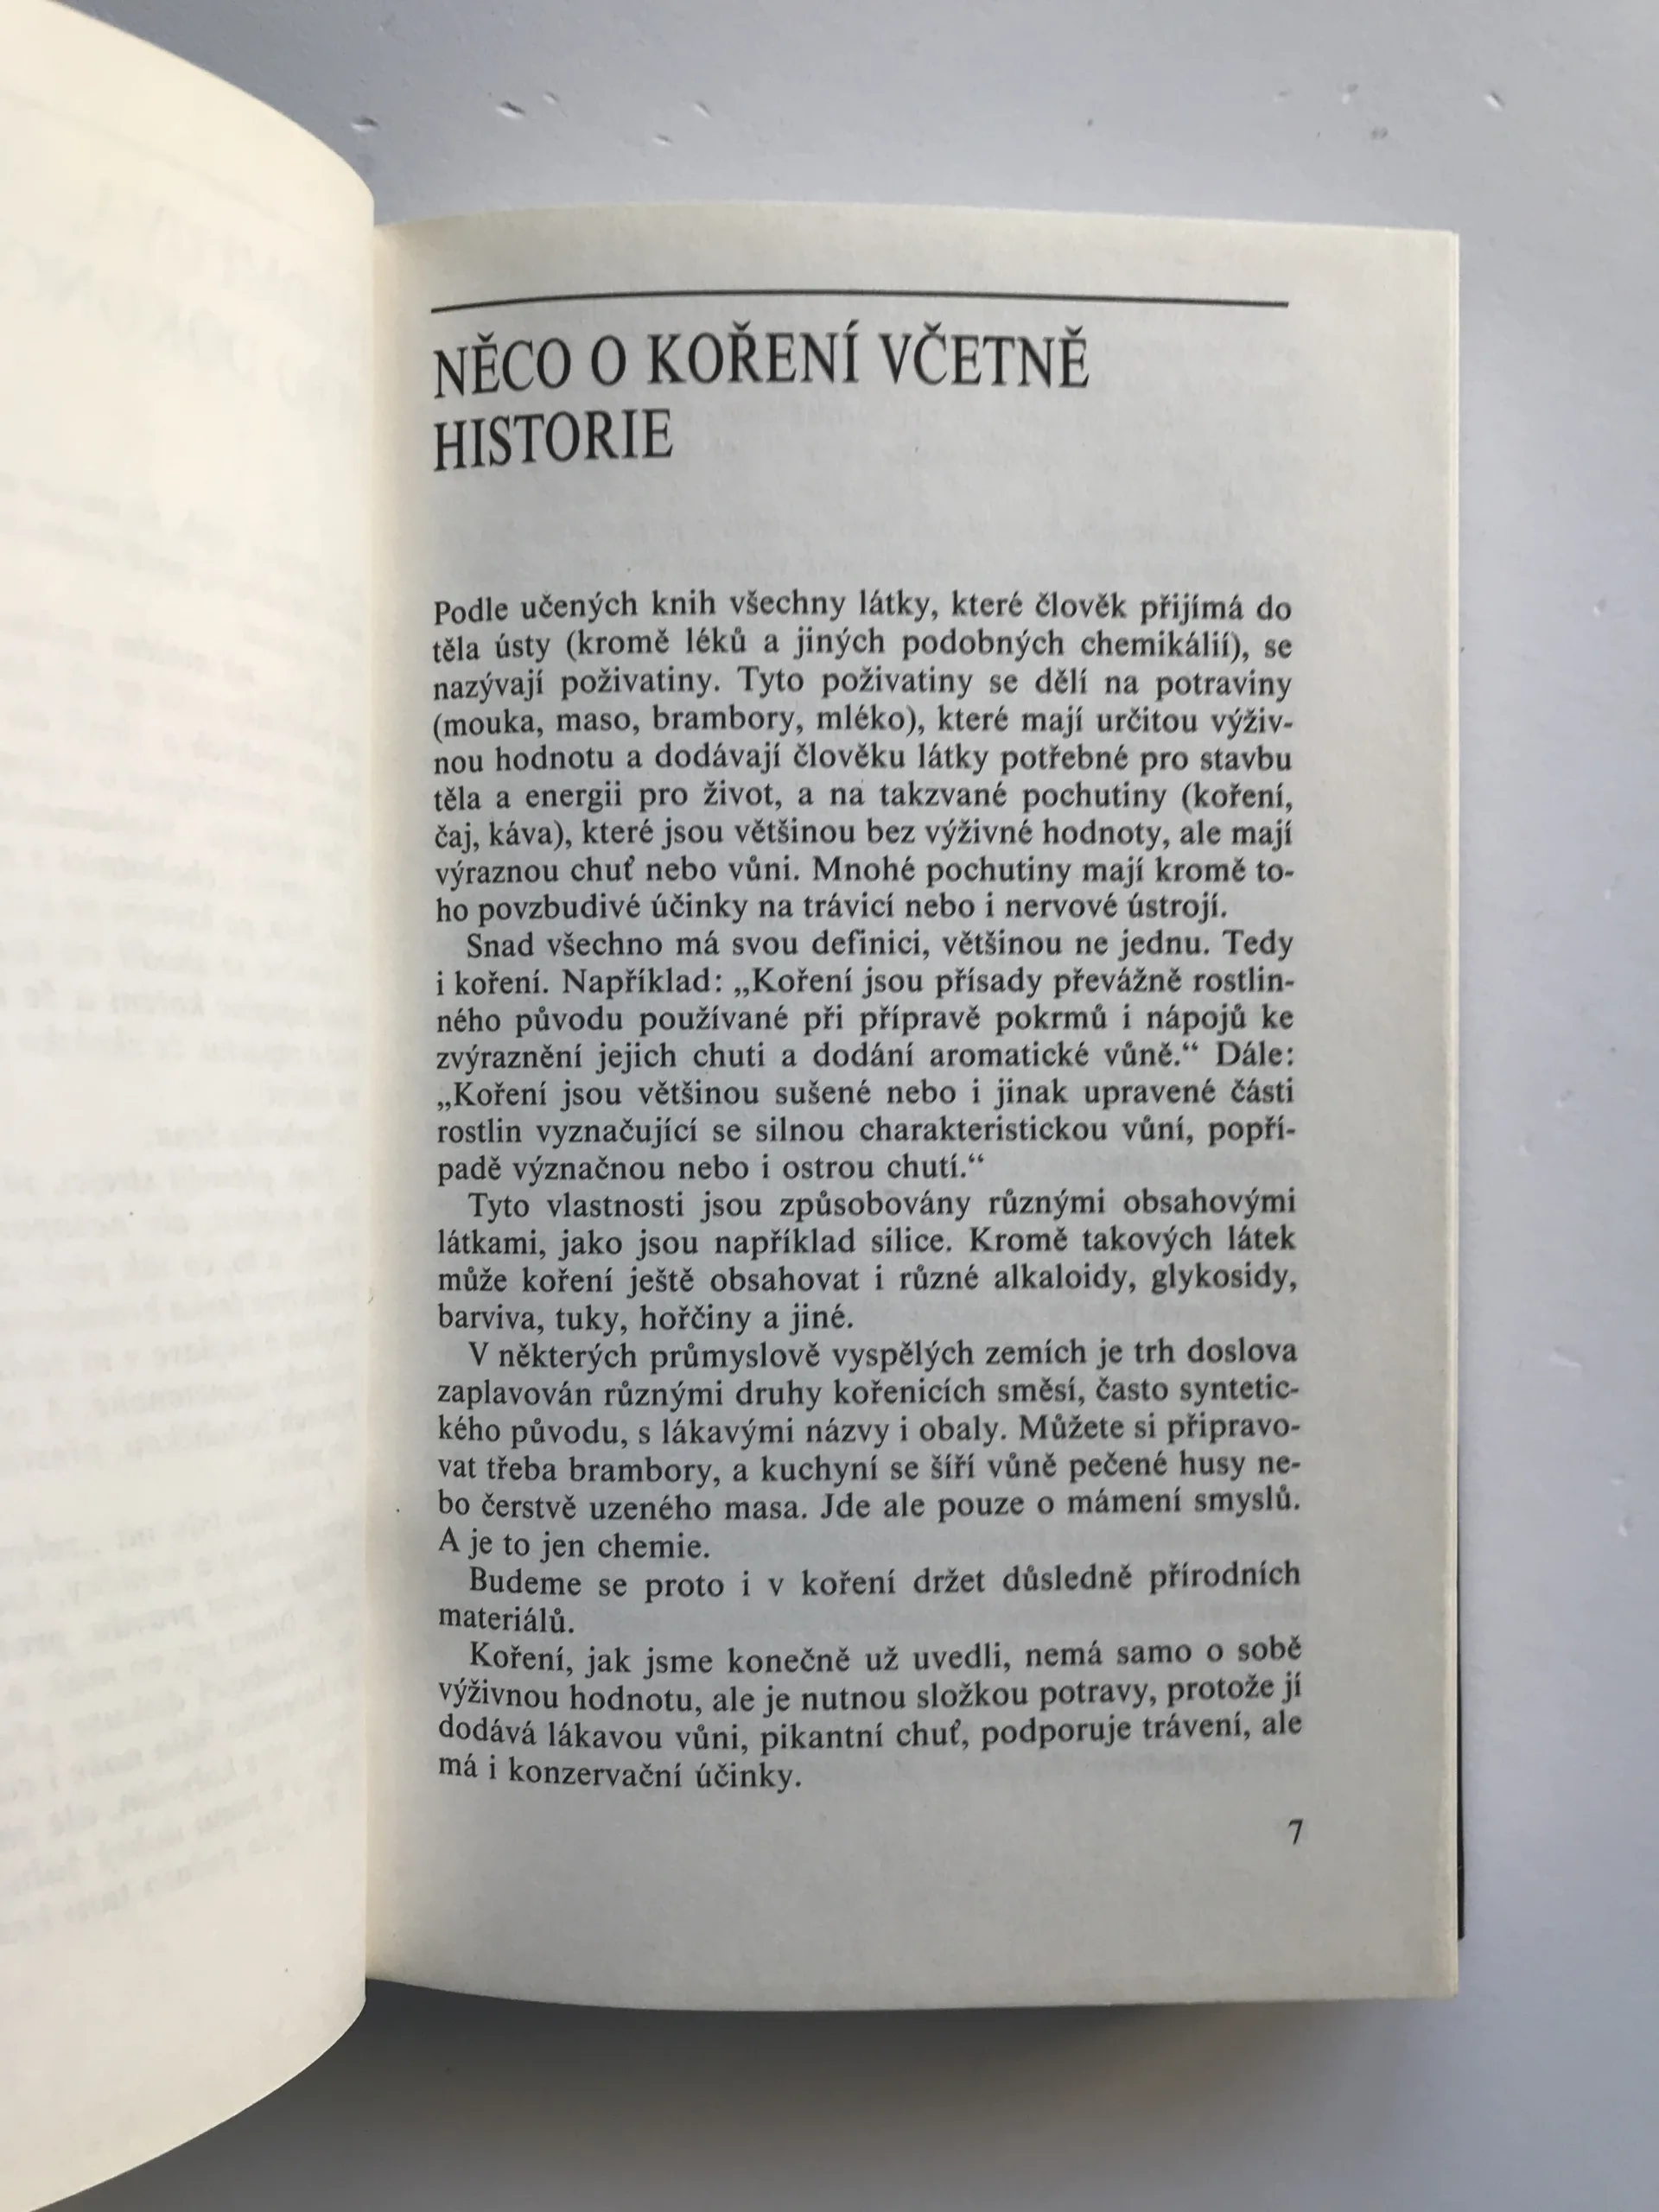 NĚCO O KOŘENÍ VČETNĚ
HISTORIE
Podle učených knih všechny látky, které člověk přijímá do
těla ústy (kromě léků a jiných podobných chemikálií), se
nazývají poživatiny. Tyto poživatiny se dělí na potraviny
(mouka, maso, brambory, mléko), které mají určitou výživ-
nou hodnotu a dodávají člověku látky potřebné pro stavbu
těla a energii pro život, a na takzvané pochutiny (koření,
čaj, káva), které jsou většinou bez výživné hodnoty, ale mají
výraznou chuť nebo vůni. Mnohé pochutiny mají kromě to-
ho povzbudivé účinky na trávicí nebo i nervové ústrojí.
Snad všechno má svou definici, většinou ne jednu. Tedy
i koření. Například: „Koření jsou přísady převážně rostlin-
ného původu používané při přípravě pokrmů i nápojů ke
zvýraznění jejich chuti a dodání aromatické vůně.“ Dále:
„Koření jsou většinou sušené nebo i jinak upravené části
rostlin vyznačující se silnou charakteristickou vůní, popří-
padě význačnou nebo i ostrou chutí.“
Tyto vlastnosti jsou způsobovány různými obsahovými
látkami, jako jsou například silice. Kromě takových látek
může koření ještě obsahovat i různé alkaloidy, glykosidy,
barviva, tuky, hořčiny a jiné.
V některých průmyslově vyspělých zemích je trh doslova
zaplavován různými druhy kořenicích směsí, často syntetic-
kého původu, s lákavými názvy i obaly. Můžete si připravo-
vat třeba brambory, a kuchyní se šíří vůně pečené husy ne-
bo čerstvě uzeného masa. Jde ale pouze o mámení smyslů.
A je to jen chemie.
Budeme se proto i v koření držet důsledně přírodních
materiálů.
Koření, jak jsme konečně už uvedli, nemá samo o sobě
výživnou hodnotu, ale je nutnou složkou potravy, protože jí
dodává lákavou vůni, pikantní chuť, podporuje trávení, ale
má i konzervační účinky.
7